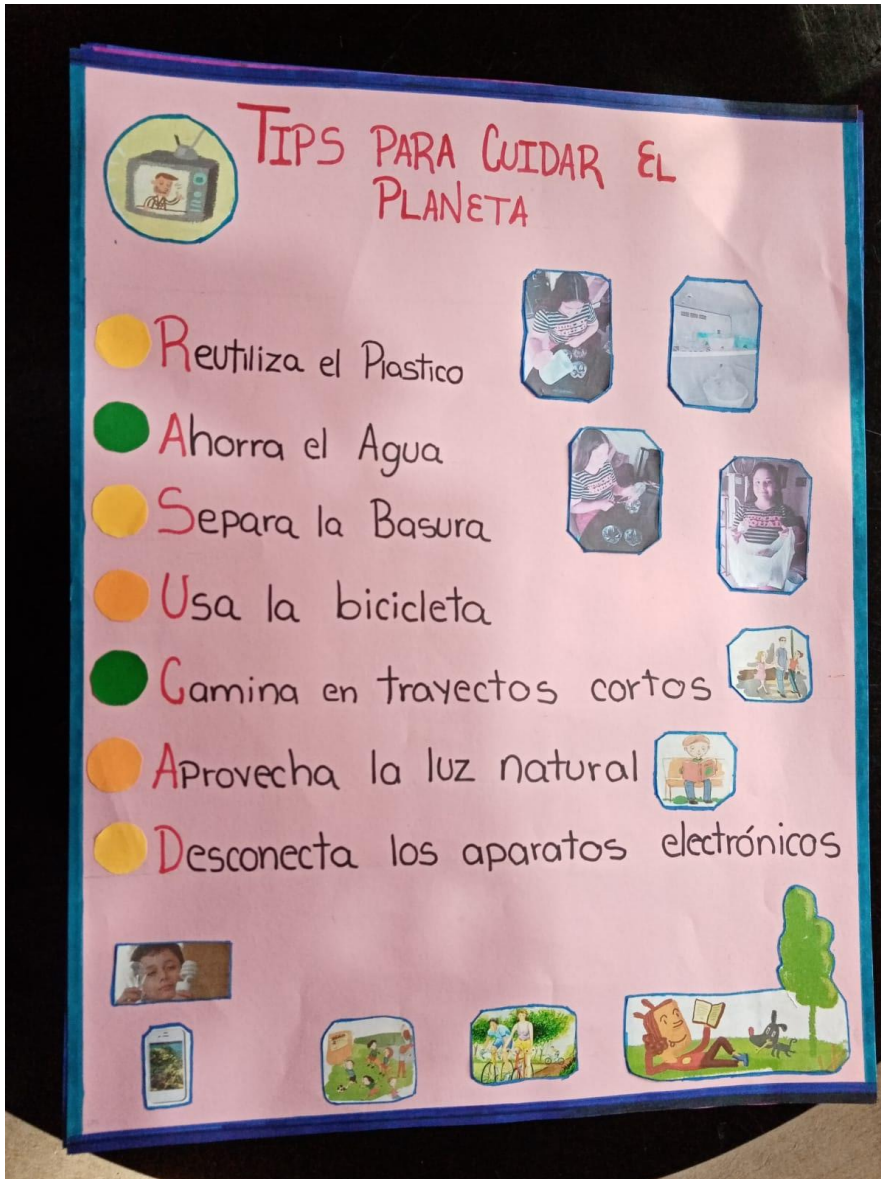 TIPS PARA CUIDAR EL
PLANETA
Reutiliza el Plastico
Ahorra el Agua
Separa la Basura
Usa la bicicleta
Camina en trayectos cortos
Aprovecha la luz natural
Desconecta los aparatos electrónicos